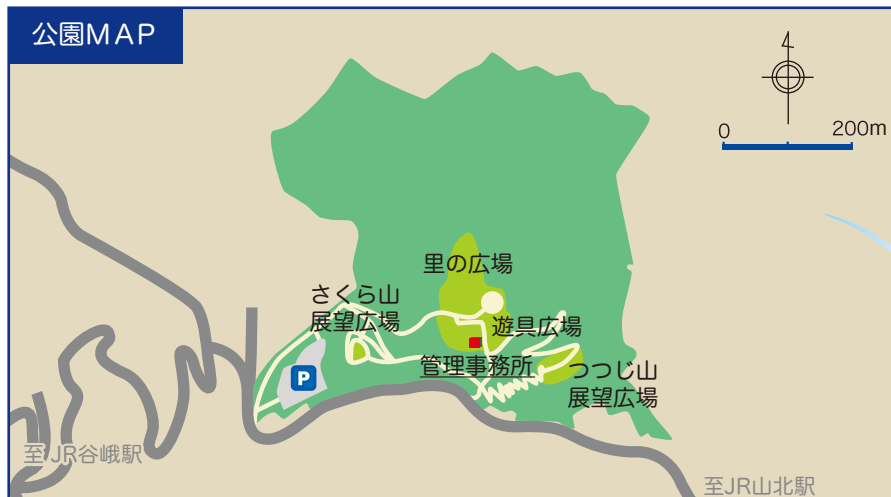 公園MAP
0 200m
里の広場
さくら山
展望広場
遊具広場
管理事務所
つつじ山
展望広場
P
至 JR谷峨駅
至JR山北駅